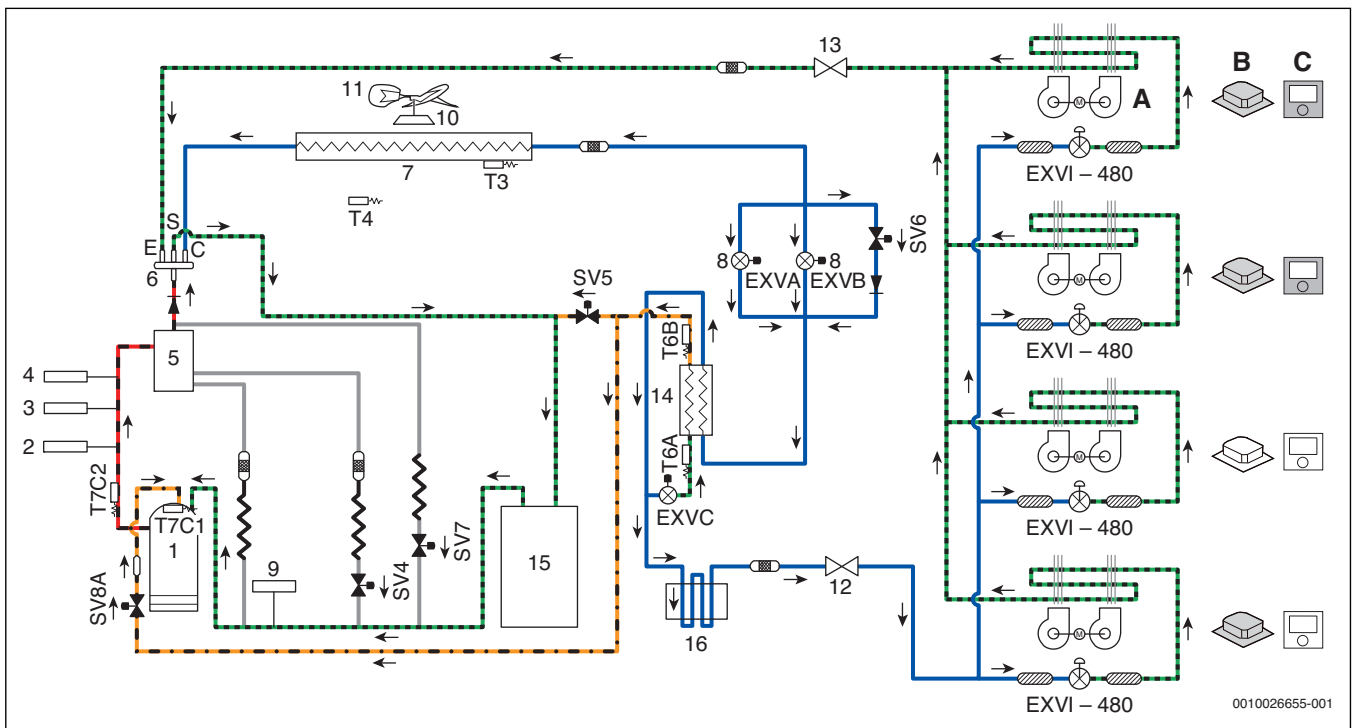 13
B
C
11
10
A
M
7
T3
EXVI – 480
T4
S
E
C
6
SV6
8
EXVA
8
EXVB
SV5
M
T6B
EXVI – 480
5
4
14
3
2
T6A
M
T7C2
T7C1
EXVC
EXVI – 480
1
SV7
15
9
SV4
12
SV8A
M
16
EXVI – 480
0010026655-001